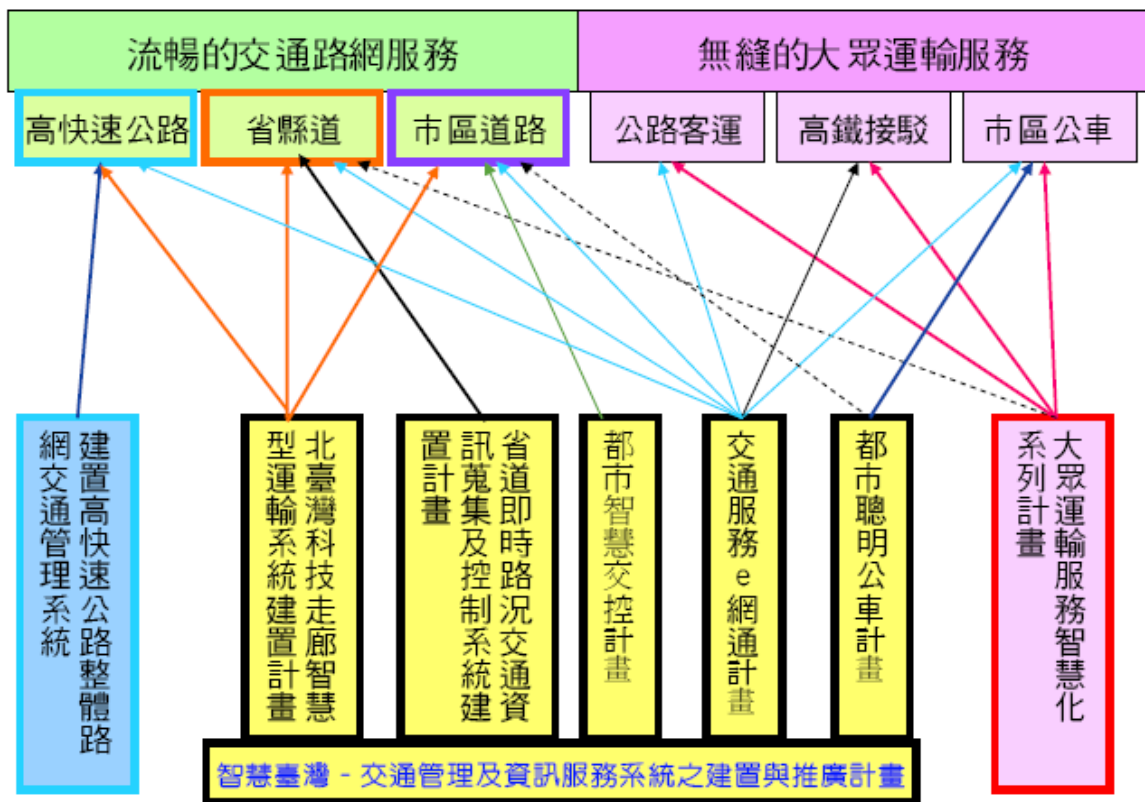 流暢的交通路網服務
無縫的大眾運輸服務
高快速公路
省縣道
市區道路
公路客運
高鐵接駁
市區公車
建置高快速公路整體路
網交通管理系統
北臺灣科技走廊智慧
型運輸系統建置計畫
省道即時路況交通資
訊蒐集及控制系統建
置計畫
都市智慧交控計畫
交通服務e網通計畫
都市聰明公車計畫
大眾運輸服務智慧化
系列計畫
智慧臺灣-交通管理及資訊服務系統之建置與推廣計畫